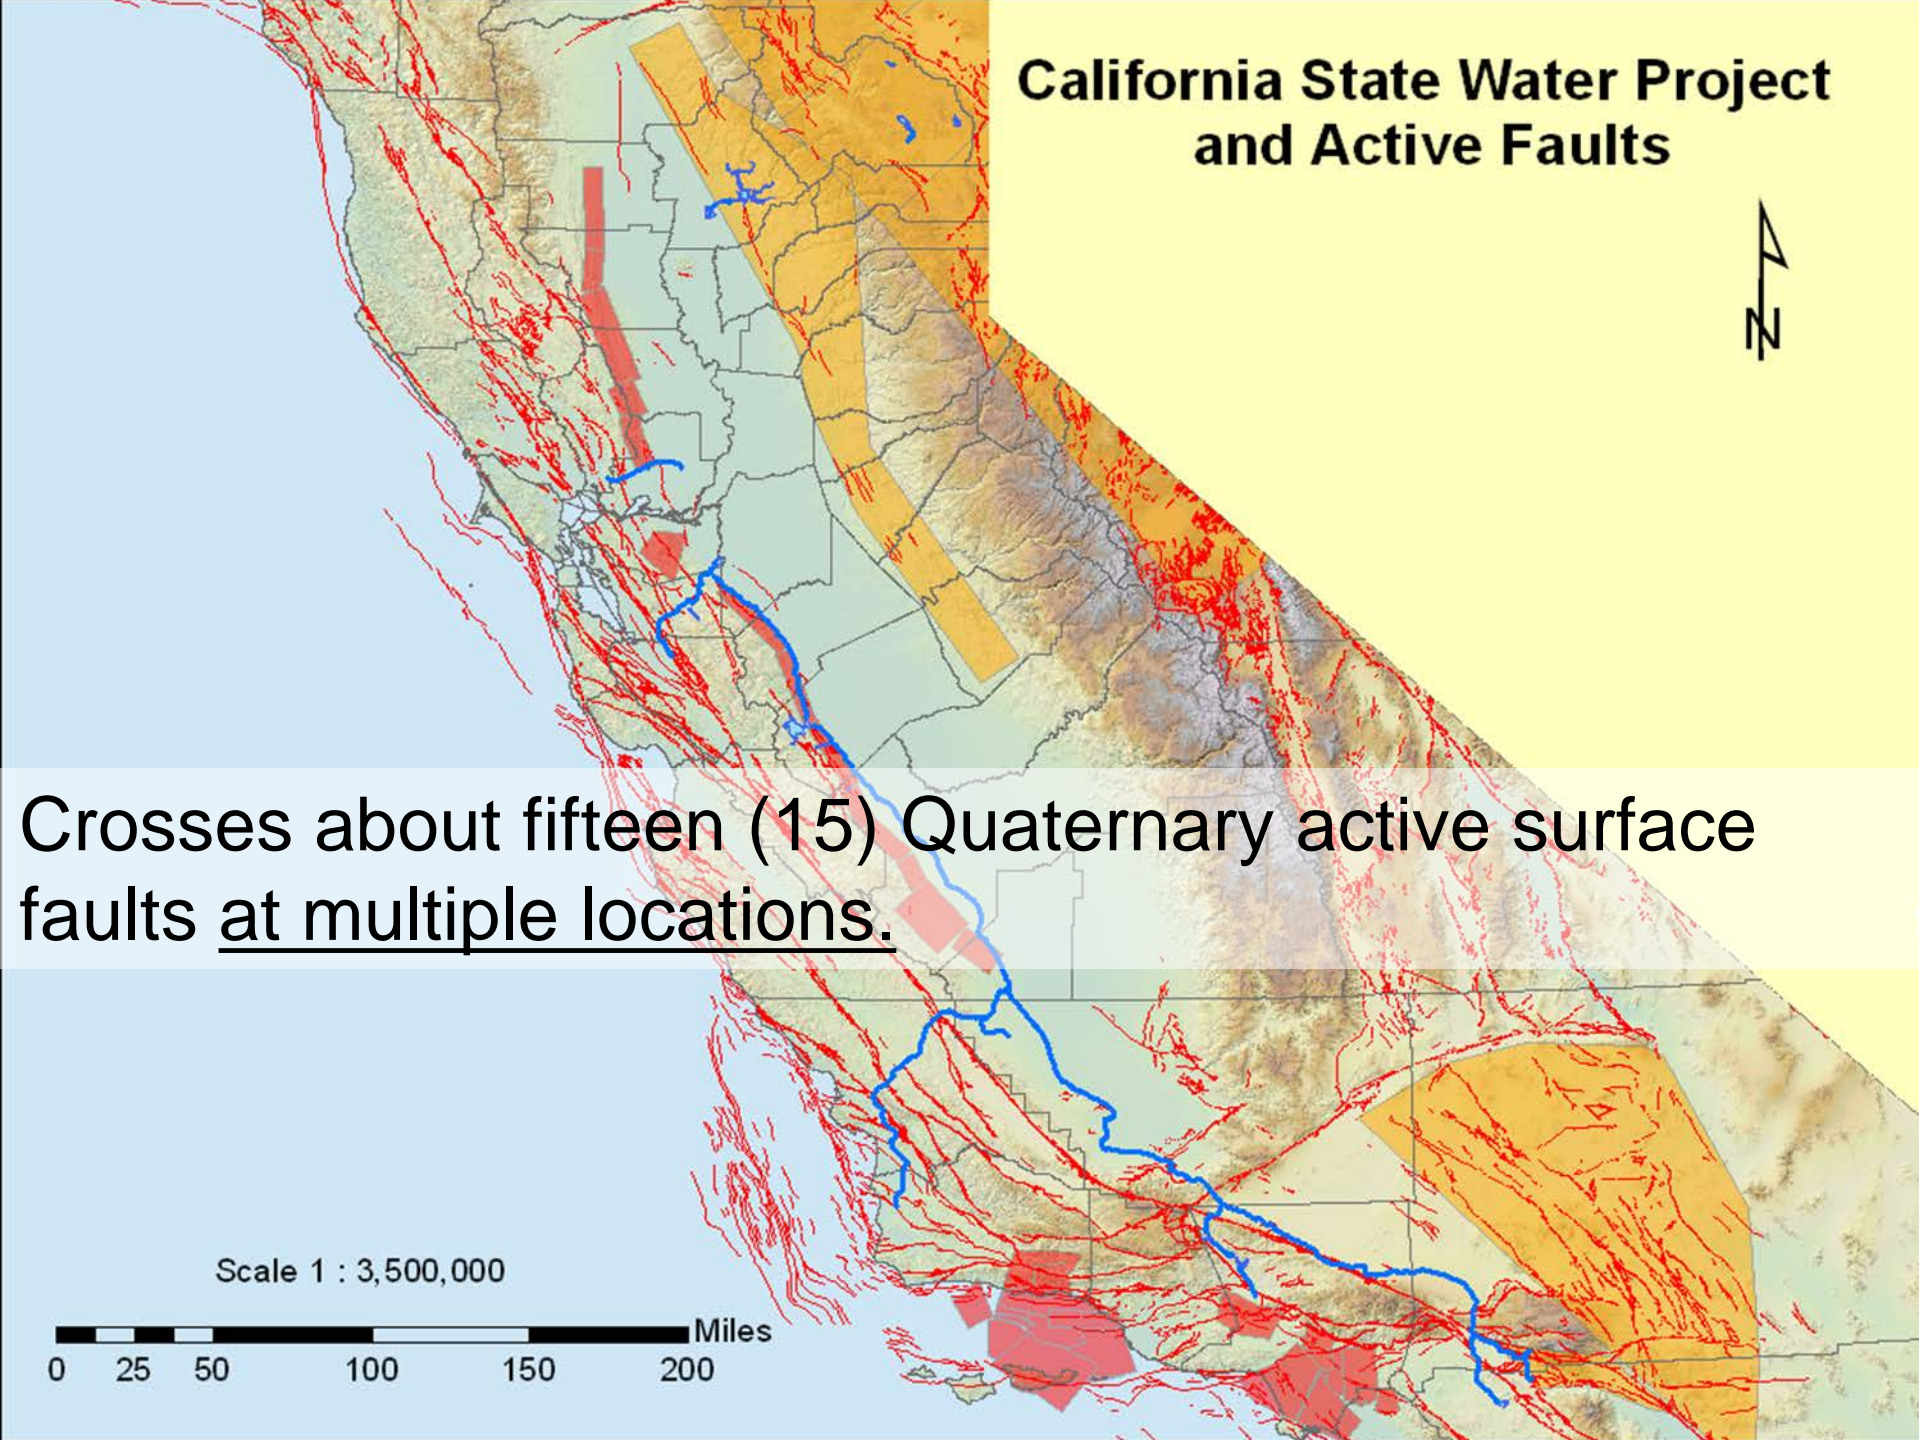 California State Water Project
and Active Faults
N
Crosses about fifteen (15) Quaternary active surface
faults at multiple locations.
Scale 1 : 3,500,000
Miles
0 25 50 100 150 200